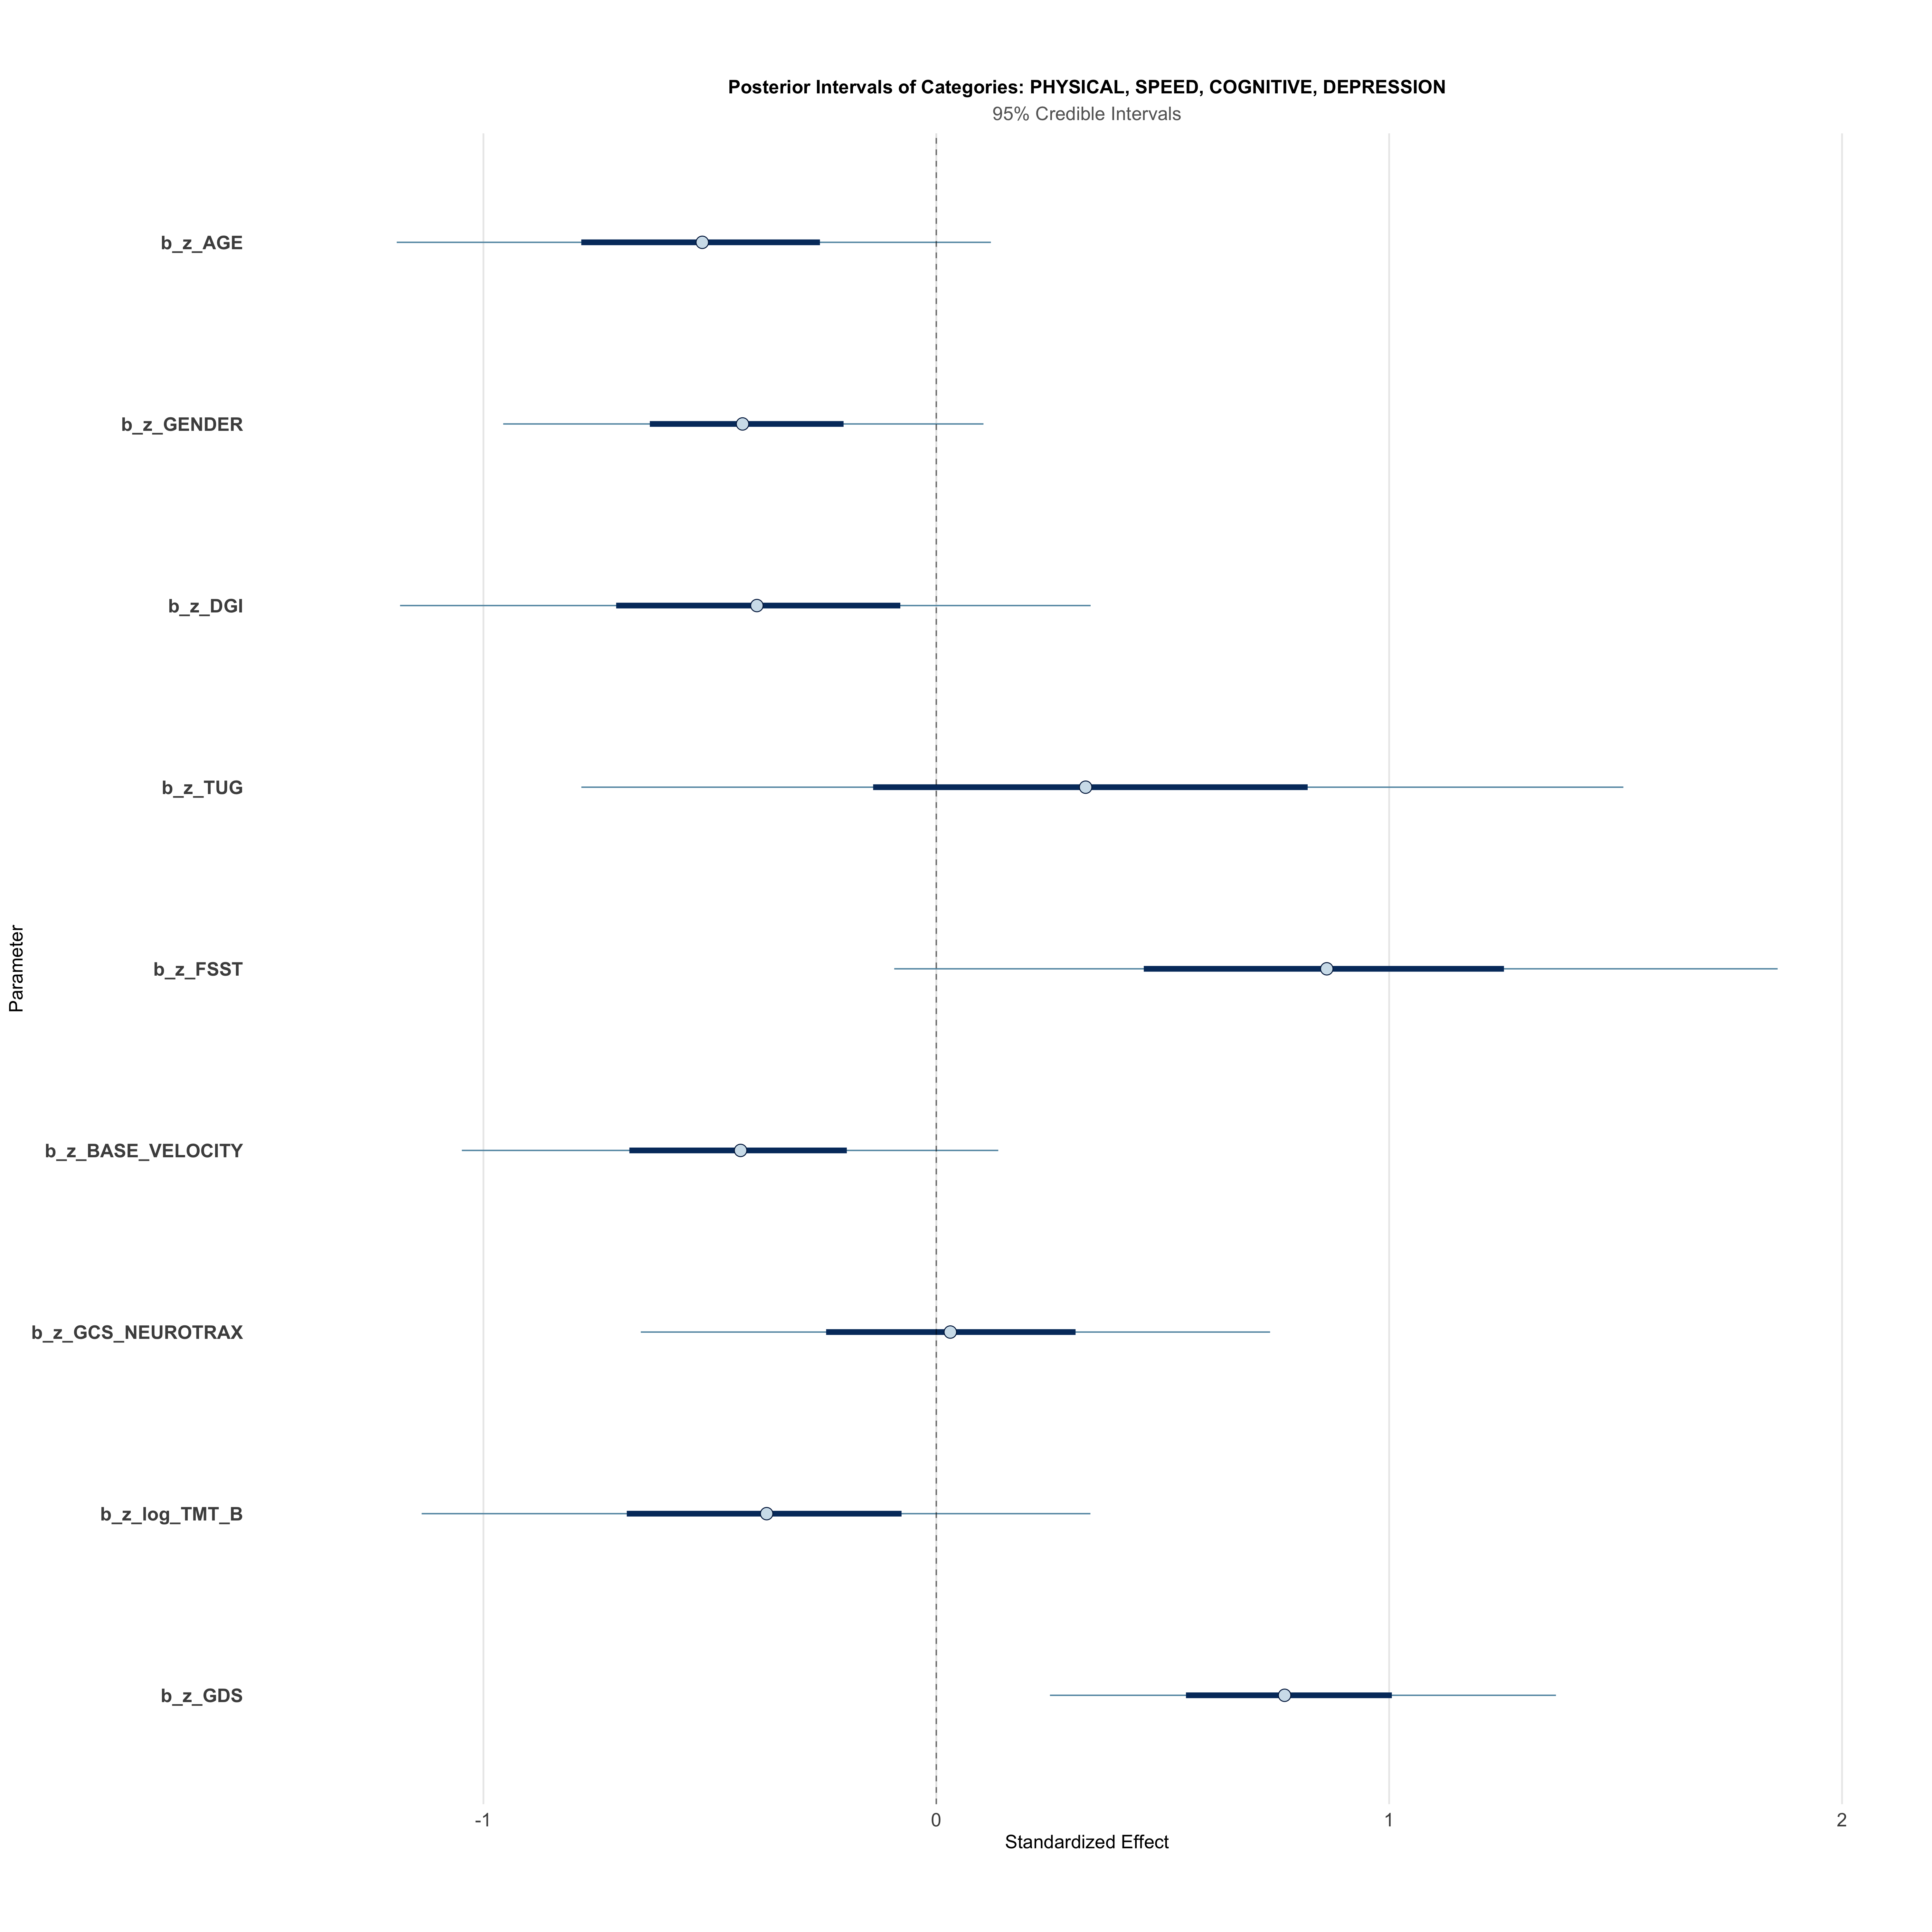 Posterior Intervals of Categories: PHYSICAL, SPEED, COGNITIVE, DEPRESSION
95% Credible Intervals
b_z_AGE
b_z_GENDER
b_z_DGI
b_z_TUG
b_z_FSST
b_z_BASE_VELOCITY
b_z_GCS_NEUROTRAX
b_z_log_TMT_B
b_z_GDS
Parameter
-1 0 1 2
Standardized Effect